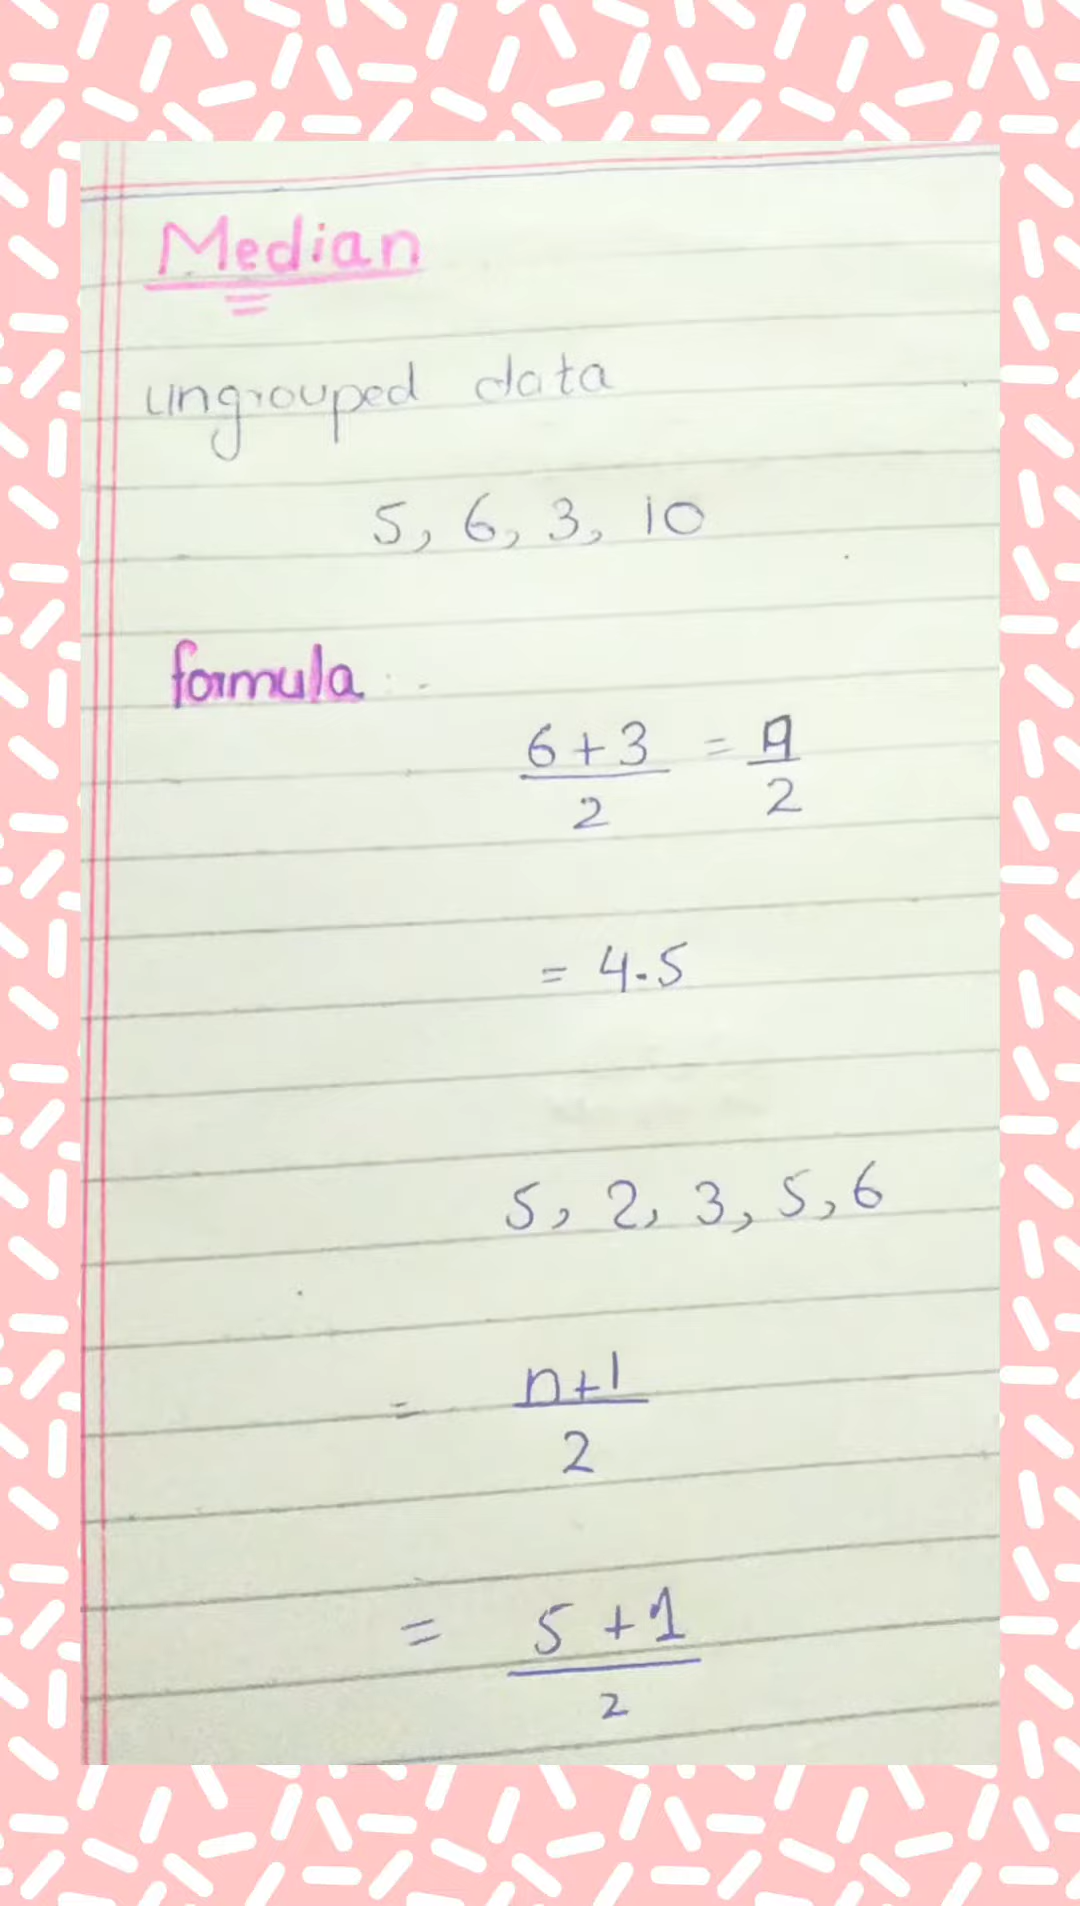 Median
ungrouped data
5, 6, 3, 10
formula
6+3 = 9
2 2
= 4.5
5, 2, 3, 5, 6
= n+1
2
= 5+1
2